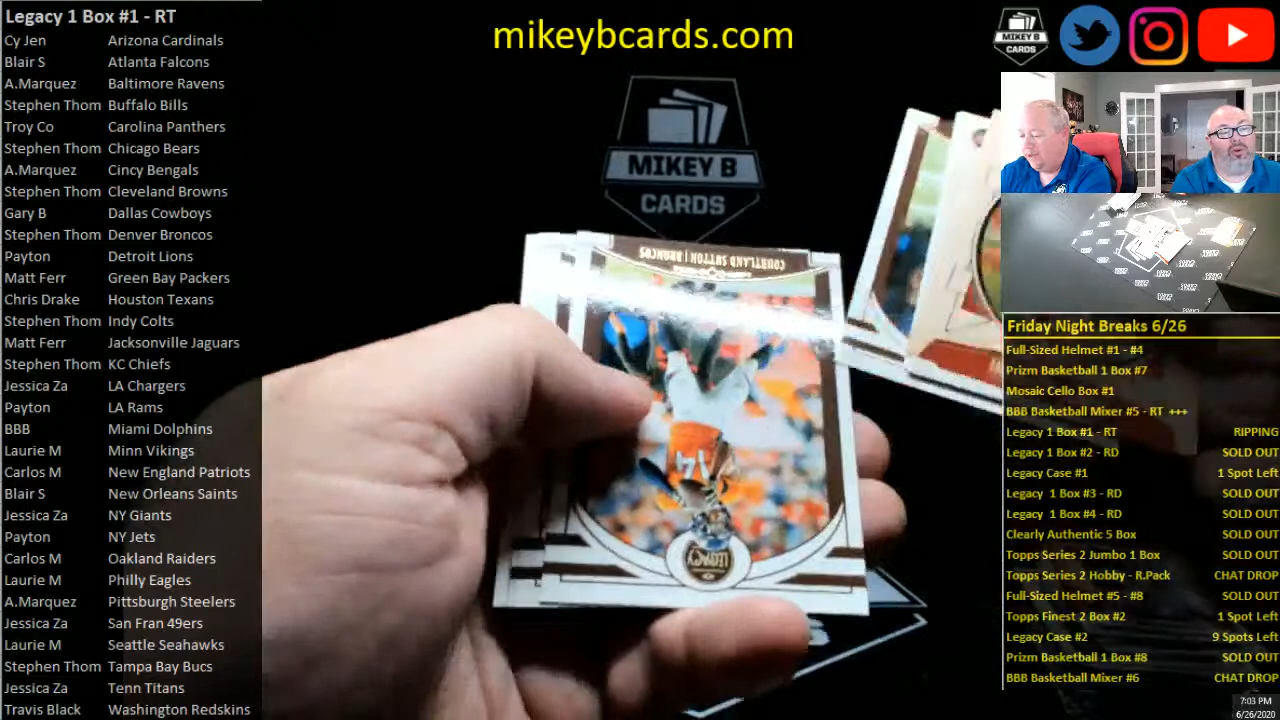 Legacy 1 Box #1 - RT
Cy Jen Arizona Cardinals
Blair S Atlanta Falcons
A.Marquez Baltimore Ravens
Stephen Thom Buffalo Bills
Troy Co Carolina Panthers
Stephen Thom Chicago Bears
A.Marquez Cincy Bengals
Stephen Thom Cleveland Browns
Gary B Dallas Cowboys
Stephen Thom Denver Broncos
Payton Detroit Lions
Matt Ferr Green Bay Packers
Chris Drake Houston Texans
Stephen Thom Indy Colts
Matt Ferr Jacksonville Jaguars
Stephen Thom KC Chiefs
Jessica Za LA Chargers
Payton LA Rams
BBB Miami Dolphins
Laurie M Minn Vikings
Carlos M New England Patriots
Blair S New Orleans Saints
Jessica Za NY Giants
Payton NY Jets
Carlos M Oakland Raiders
Laurie M Philly Eagles
A.Marquez Pittsburgh Steelers
Jessica Za San Fran 49ers
Laurie M Seattle Seahawks
Stephen Thom Tampa Bay Bucs
Jessica Za Tenn Titans
Travis Black Washington Redskins
mikeybcards.com
MIKEY B
CARDS
COURTLAND SUTTON | BRONCOS
14
LEGACY
MIKEY B
CARDS
Friday Night Breaks 6/26
Full-Sized Helmet #1 - #4
Prizm Basketball 1 Box #7
Mosaic Cello Box #1
BBB Basketball Mixer #5 - RT +++
Legacy 1 Box #1 - RT RIPPING
Legacy 1 Box #2 - RD SOLD OUT
Legacy Case #1 1 Spot Left
Legacy 1 Box #3 - RD SOLD OUT
Legacy 1 Box #4 - RD SOLD OUT
Clearly Authentic 5 Box SOLD OUT
Topps Series 2 Jumbo 1 Box SOLD OUT
Topps Series 2 Hobby - R.Pack CHAT DROP
Full-Sized Helmet #5 - #8 SOLD OUT
Topps Finest 2 Box #2 1 Spot Left
Legacy Case #2 9 Spots Left
Prizm Basketball 1 Box #8 SOLD OUT
BBB Basketball Mixer #6 CHAT DROP
7:03 PM
6/26/2020